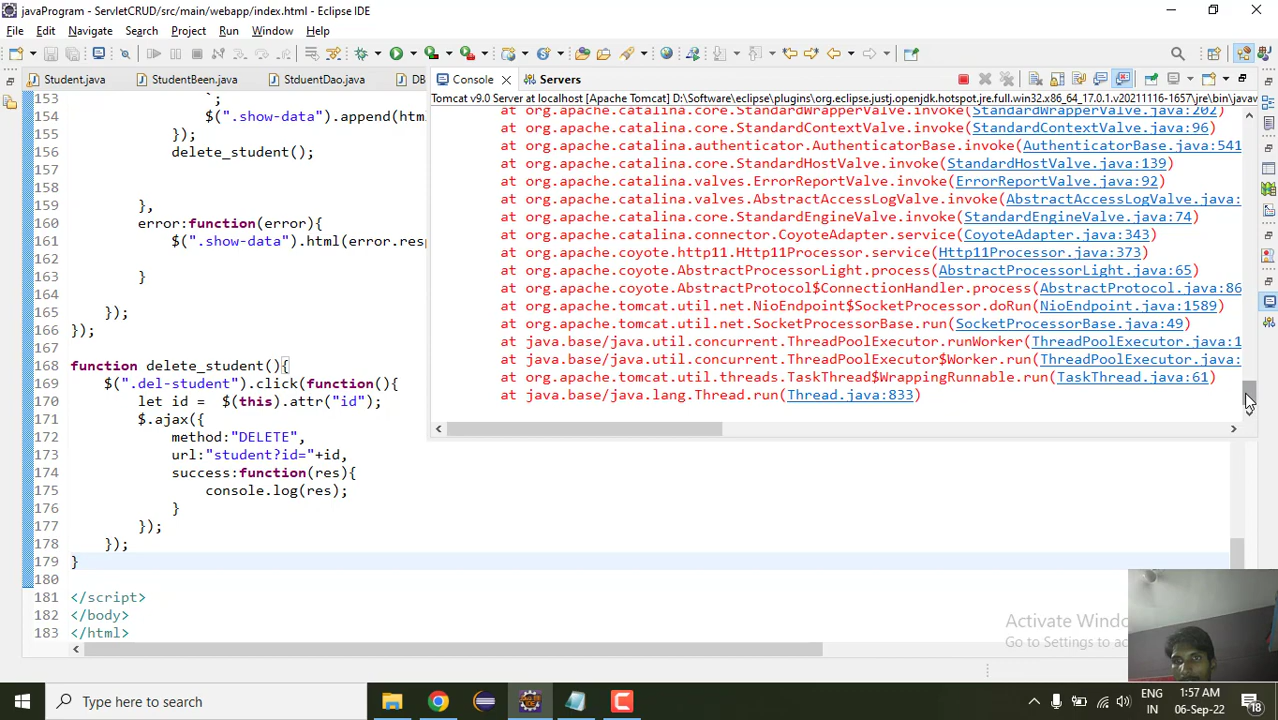 javaProgram - ServletCRUD/src/main/webapp/index.html - Eclipse IDE
File Edit Navigate Search Project Run Window Help
Student.java StudentBeen.java StduentDao.java DB Console Servers
Tomcat v9.0 Server at localhost [Apache Tomcat] D:\Software\eclipse\plugins\org.eclipse.justj.openjdk.hotspot.jre.full.win32.x86_64_17.0.1.v20211116-1657\jre\bin\javaw
153 `;
154 $(".show-data").append(htm
155 });
156 delete_student();
157
158
159 },
160 error:function(error){
161 $(".show-data").html(error.resp
162
163 }
164
165 });
166 });
167
168 function delete_student(){
169 $(".del-student").click(function(){
170 let id = $(this).attr("id");
171 $.ajax({
172 method:"DELETE",
173 url:"student?id="+id,
174 success:function(res){
175 console.log(res);
176 }
177 });
178 });
179 }
180
181 </script>
182 </body>
183 </html>
at org.apache.catalina.core.StandardWrapperValve.invoke(StandardWrapperValve.java:202)
at org.apache.catalina.core.StandardContextValve.invoke(StandardContextValve.java:96)
at org.apache.catalina.authenticator.AuthenticatorBase.invoke(AuthenticatorBase.java:541
at org.apache.catalina.core.StandardHostValve.invoke(StandardHostValve.java:139)
at org.apache.catalina.valves.ErrorReportValve.invoke(ErrorReportValve.java:92)
at org.apache.catalina.valves.AbstractAccessLogValve.invoke(AbstractAccessLogValve.java:
at org.apache.catalina.core.StandardEngineValve.invoke(StandardEngineValve.java:74)
at org.apache.catalina.connector.CoyoteAdapter.service(CoyoteAdapter.java:343)
at org.apache.coyote.http11.Http11Processor.service(Http11Processor.java:373)
at org.apache.coyote.AbstractProcessorLight.process(AbstractProcessorLight.java:65)
at org.apache.coyote.AbstractProtocol$ConnectionHandler.process(AbstractProtocol.java:86
at org.apache.tomcat.util.net.NioEndpoint$SocketProcessor.doRun(NioEndpoint.java:1589)
at org.apache.tomcat.util.net.SocketProcessorBase.run(SocketProcessorBase.java:49)
at java.base/java.util.concurrent.ThreadPoolExecutor.runWorker(ThreadPoolExecutor.java:1
at java.base/java.util.concurrent.ThreadPoolExecutor$Worker.run(ThreadPoolExecutor.java:
at org.apache.tomcat.util.threads.TaskThread$WrappingRunnable.run(TaskThread.java:61)
at java.base/java.lang.Thread.run(Thread.java:833)
Activate Windo
Go to Settings to ac
Type here to search
ENG
IN
1:57 AM
06-Sep-22
18